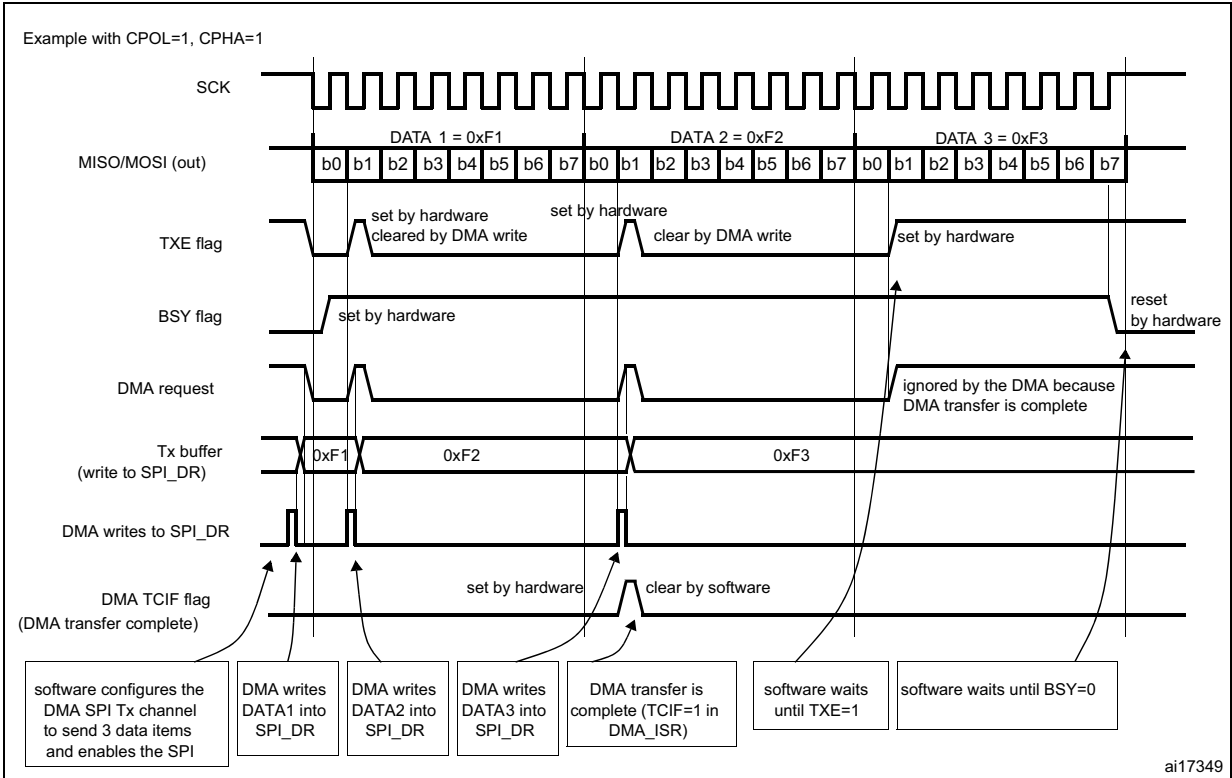 Example with CPOL=1, CPHA=1
SCK
DATA 1 = 0xF1
DATA 2 = 0xF2
DATA 3 = 0xF3
MISO/MOSI (out)
b0 b1 b2 b3 b4 b5 b6 b7 b0 b1 b2 b3 b4 b5 b6 b7 b0 b1 b2 b3 b4 b5 b6 b7
TXE flag
set by hardware
cleared by DMA write
set by hardware
clear by DMA write
set by hardware
BSY flag
set by hardware
reset
by hardware
DMA request
ignored by the DMA because
DMA transfer is complete
Tx buffer
(write to SPI_DR)
0xF1
0xF2
0xF3
DMA writes to SPI_DR
DMA TCIF flag
(DMA transfer complete)
set by hardware
clear by software
software configures the
DMA SPI Tx channel
to send 3 data items
and enables the SPI
DMA writes
DATA1 into
SPI_DR
DMA writes
DATA2 into
SPI_DR
DMA writes
DATA3 into
SPI_DR
DMA transfer is
complete (TCIF=1 in
DMA_ISR)
software waits
until TXE=1
software waits until BSY=0
ai17349